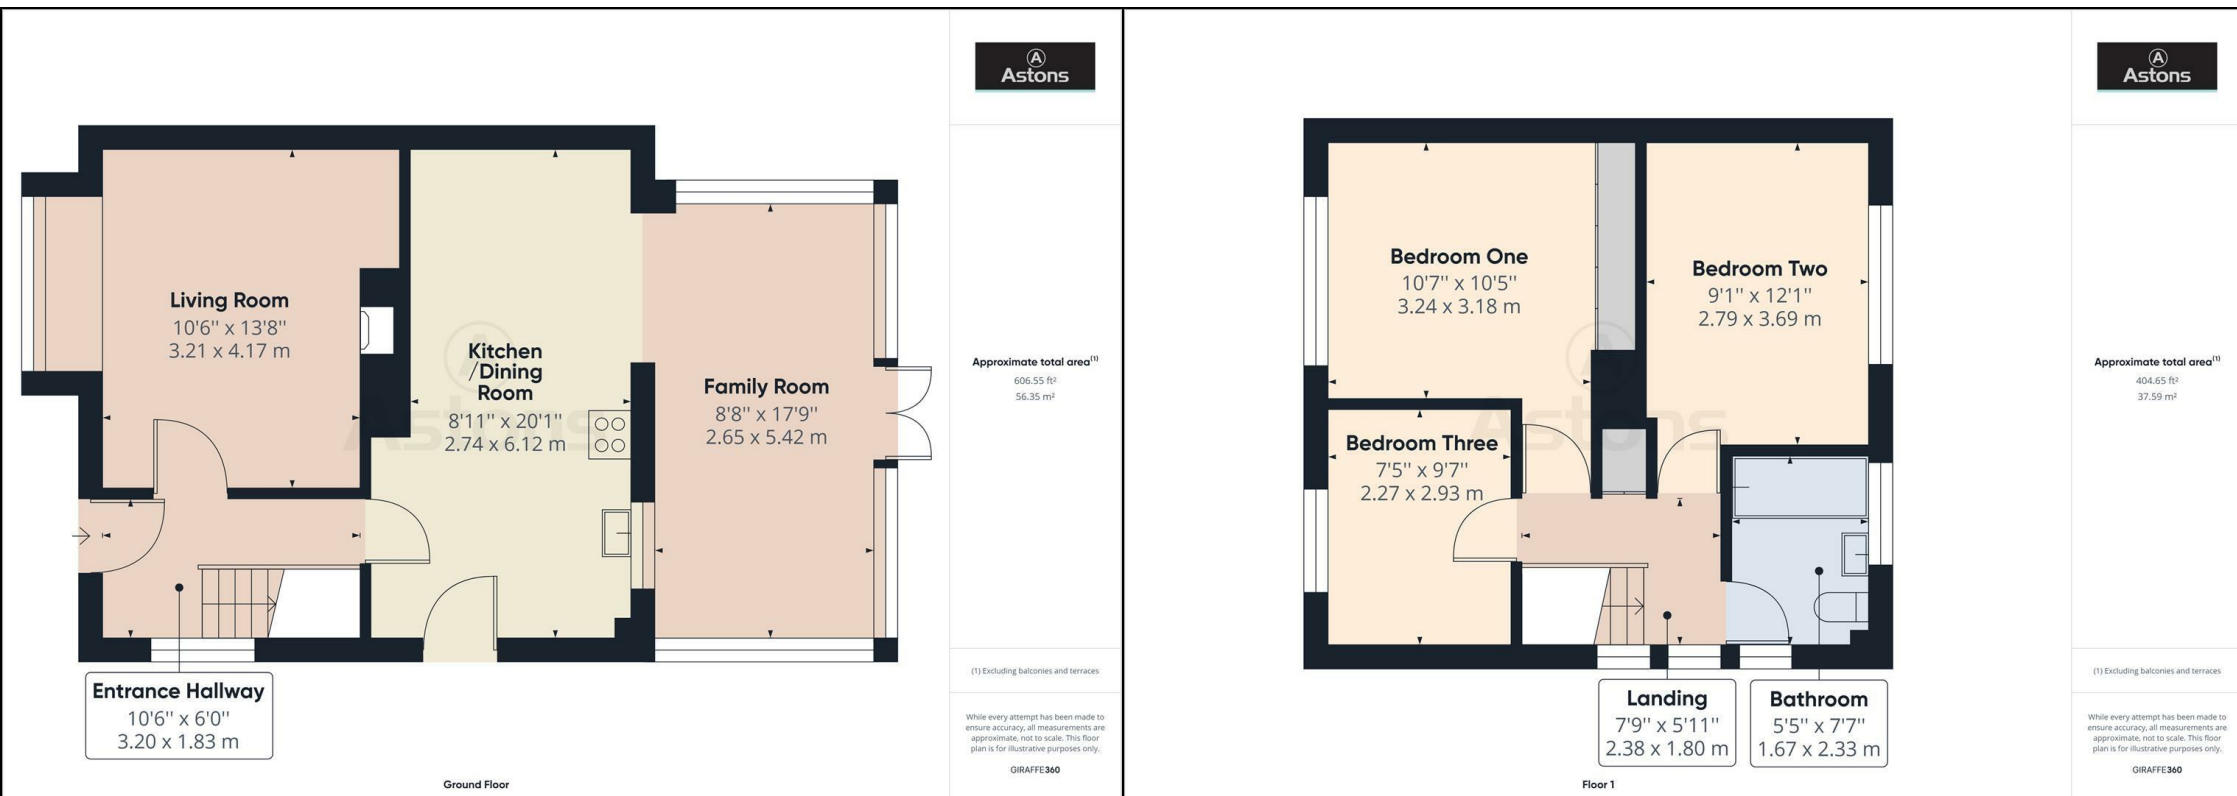 A
Astons
Living Room
10'6" x 13'8"
3.21 x 4.17 m
Kitchen
/Dining
Room
8'11" x 20'1"
2.74 x 6.12 m
Family Room
8'8" x 17'9"
2.65 x 5.42 m
A
Astons
Entrance Hallway
10'6" x 6'0"
3.20 x 1.83 m
Ground Floor
Approximate total area(1)
606.55 ft²
56.35 m²
(1) Excluding balconies and terraces
While every attempt has been made to
ensure accuracy, all measurements are
approximate, not to scale. This floor
plan is for illustrative purposes only.
GIRAFFE360
A
Astons
Bedroom One
10'7" x 10'5"
3.24 x 3.18 m
Bedroom Two
9'1" x 12'1"
2.79 x 3.69 m
A
Astons
Bedroom Three
7'5" x 9'7"
2.27 x 2.93 m
Landing
7'9" x 5'11"
2.38 x 1.80 m
Bathroom
5'5" x 7'7"
1.67 x 2.33 m
Floor 1
Approximate total area(1)
404.65 ft²
37.59 m²
(1) Excluding balconies and terraces
While every attempt has been made to
ensure accuracy, all measurements are
approximate, not to scale. This floor
plan is for illustrative purposes only.
GIRAFFE360